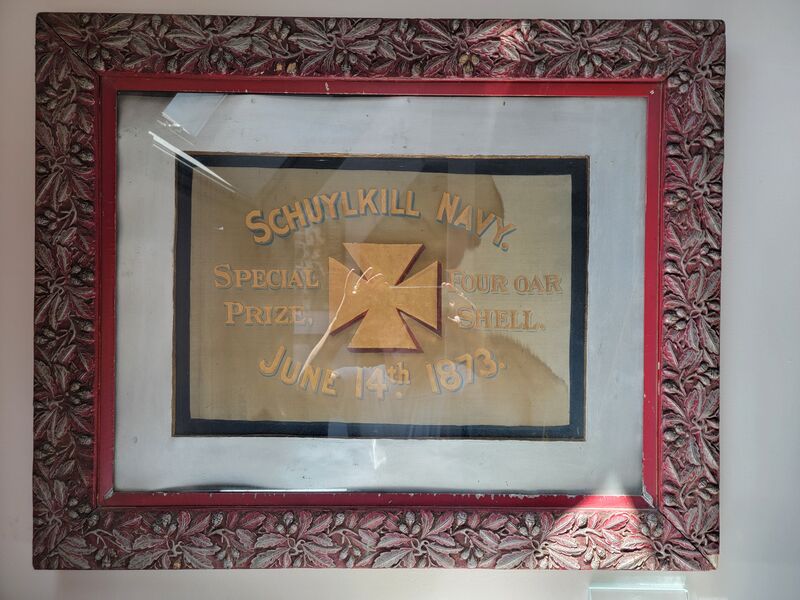 SCHUYLKILL NAVY.
SPECIAL PRIZE,
FOUR OAR SHELL.
JUNE 14th 1873.